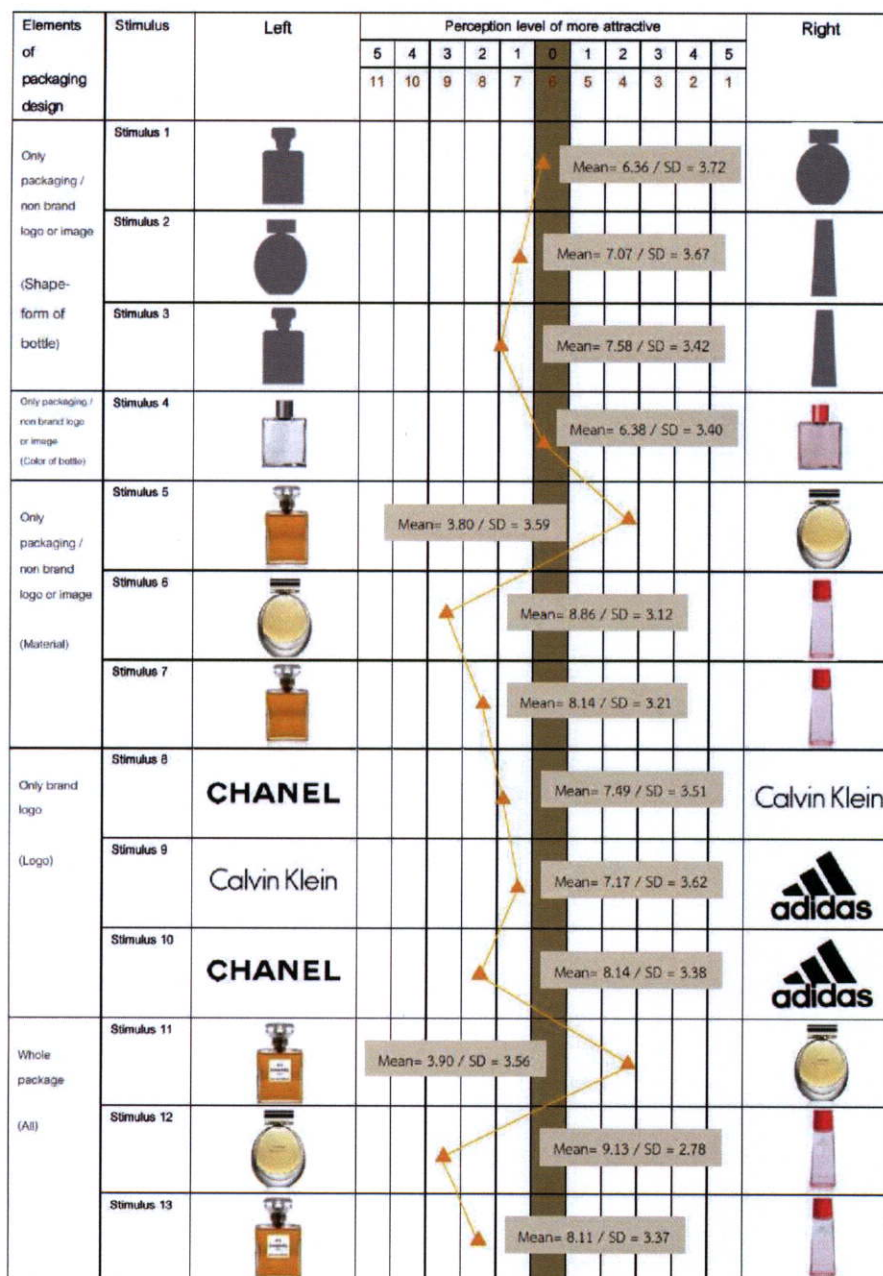 Elements of packaging design
Stimulus
Left
Perception level of more attractive
Right
5 4 3 2 1 0 1 2 3 4 5
11 10 9 8 7 6 5 4 3 2 1
Only
packaging /
non brand
logo or image
(Shape-
form of
bottle)
Stimulus 1
Mean= 6.36 / SD = 3.72
Stimulus 2
Mean= 7.07 / SD = 3.67
Stimulus 3
Mean= 7.58 / SD = 3.42
Only packaging /
non brand logo
or image
(Color of bottle)
Stimulus 4
Mean= 6.38 / SD = 3.40
Only
packaging /
non brand
logo or image
(Material)
Stimulus 5
Mean= 3.80 / SD = 3.59
Stimulus 6
Mean= 8.86 / SD = 3.12
Stimulus 7
Mean= 8.14 / SD = 3.21
Only brand
logo
(Logo)
Stimulus 8
CHANEL
Mean= 7.49 / SD = 3.51
Calvin Klein
Stimulus 9
Calvin Klein
Mean= 7.17 / SD = 3.62
adidas
Stimulus 10
CHANEL
Mean= 8.14 / SD = 3.38
adidas
Whole
package
(All)
Stimulus 11
CHANEL
Mean= 3.90 / SD = 3.56
Stimulus 12
Mean= 9.13 / SD = 2.78
Stimulus 13
CHANEL
Mean= 8.11 / SD = 3.37